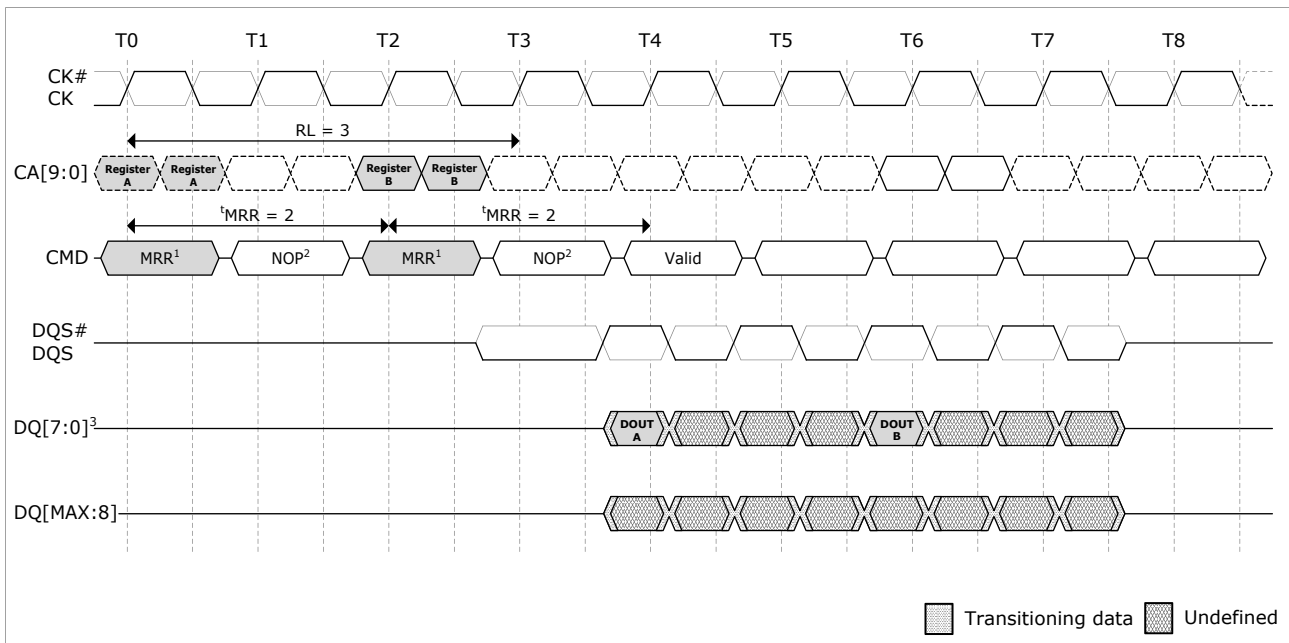 T0 T1 T2 T3 T4 T5 T6 T7 T8
CK#
CK
RL = 3
CA[9:0] Register A Register A Register B Register B
tMRR = 2 tMRR = 2
CMD MRR1 NOP2 MRR1 NOP2 Valid
DQS#
DQS
DQ[7:0]3 DOUT A DOUT B
DQ[MAX:8]
Transitioning data Undefined